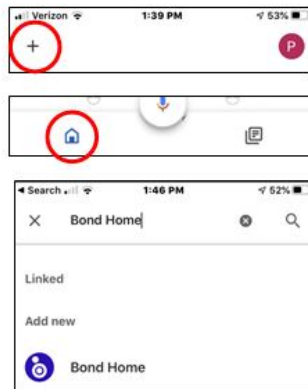 Verizon 1:39 PM 53%
+ P
Search 1:46 PM 52%
× Bond Home
Linked
Add new
Bond Home